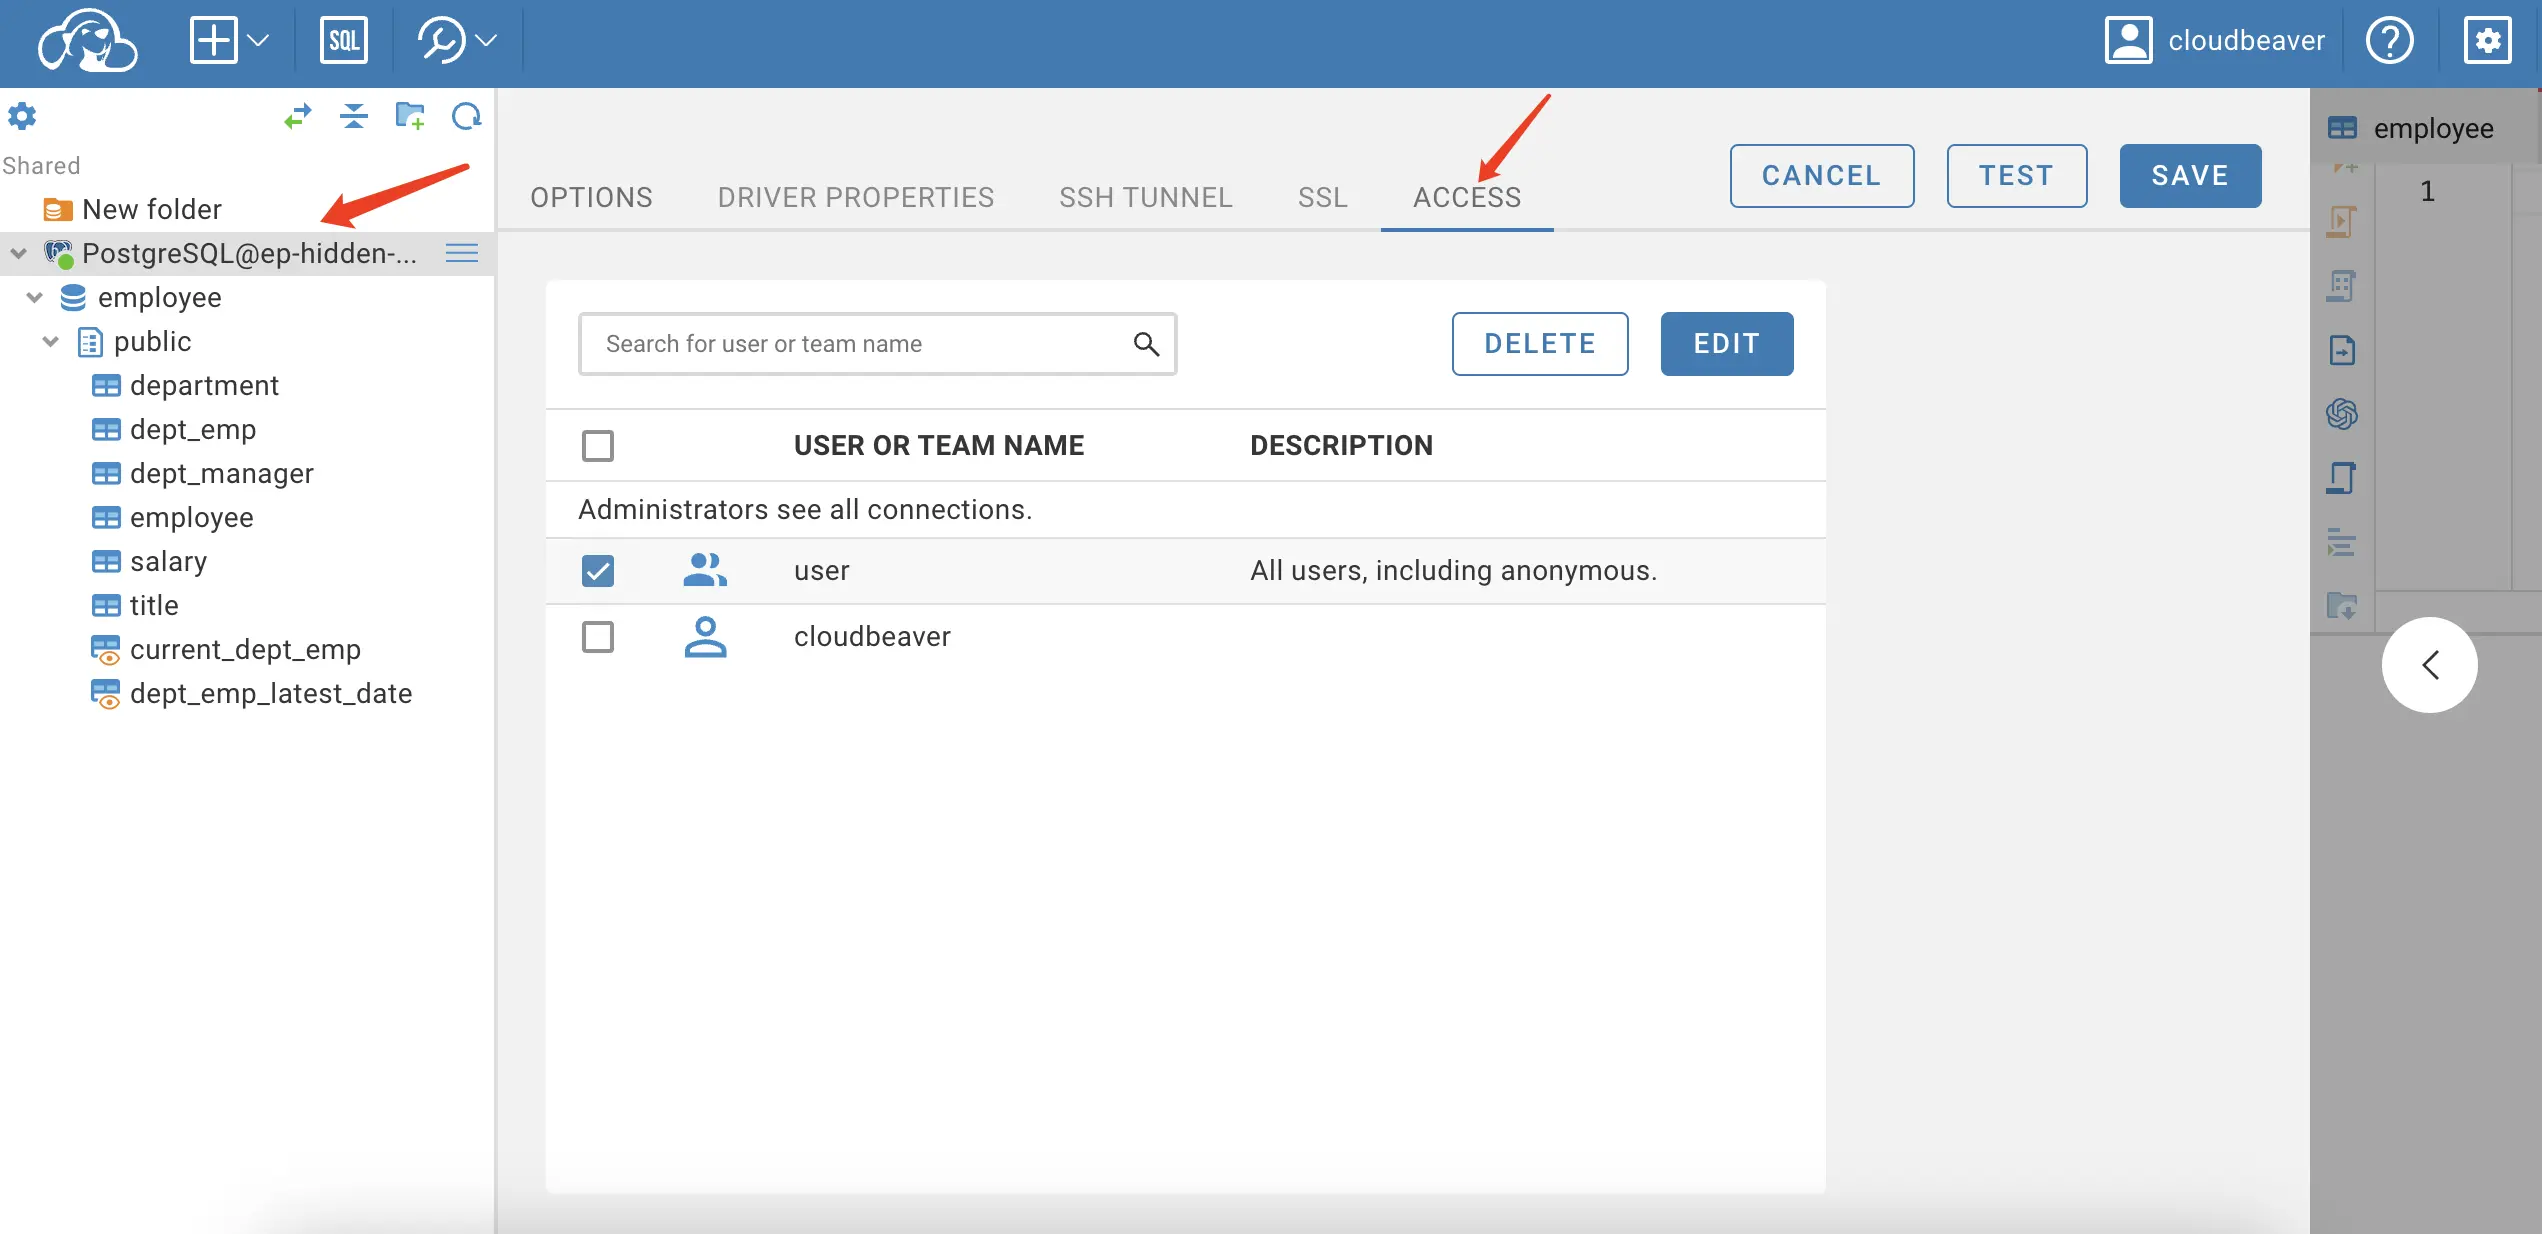 SQL
cloudbeaver
Shared
New folder
PostgreSQL@ep-hidden-...
employee
public
department
dept_emp
dept_manager
employee
salary
title
current_dept_emp
dept_emp_latest_date
OPTIONS DRIVER PROPERTIES SSH TUNNEL SSL ACCESS
CANCEL TEST SAVE
Search for user or team name
DELETE EDIT
USER OR TEAM NAME DESCRIPTION
Administrators see all connections.
user All users, including anonymous.
cloudbeaver
employee
1